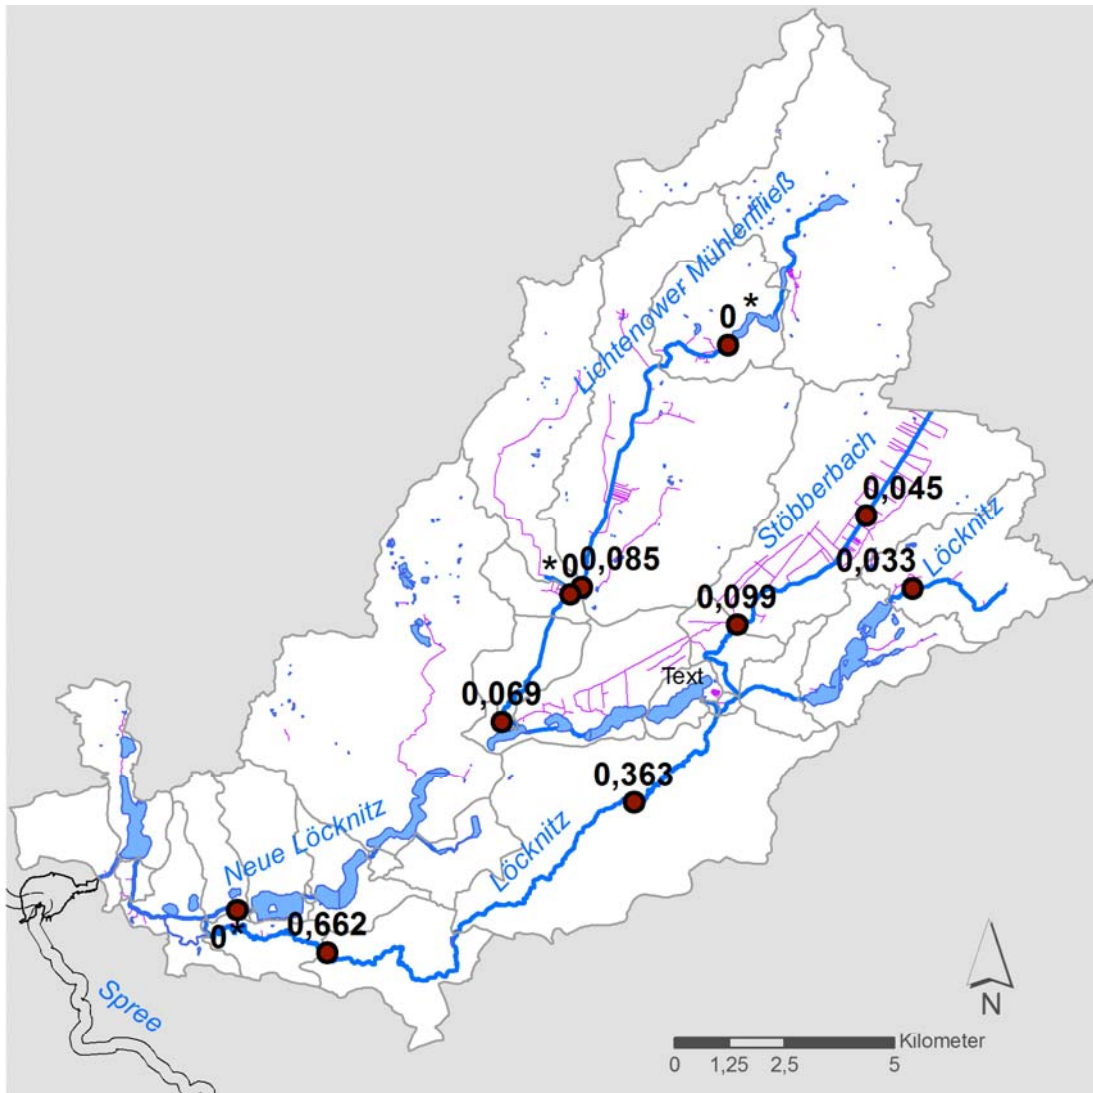 Lichtenower Mühlenfließ
0 *
Stöbberbach
0,045
Löcknitz
0,033
*0
0,085
0,099
Text
0,069
0,363
Neue Löcknitz
Löcknitz
0*
0,662
Spree
N
Kilometer
0 1,25 2,5 5